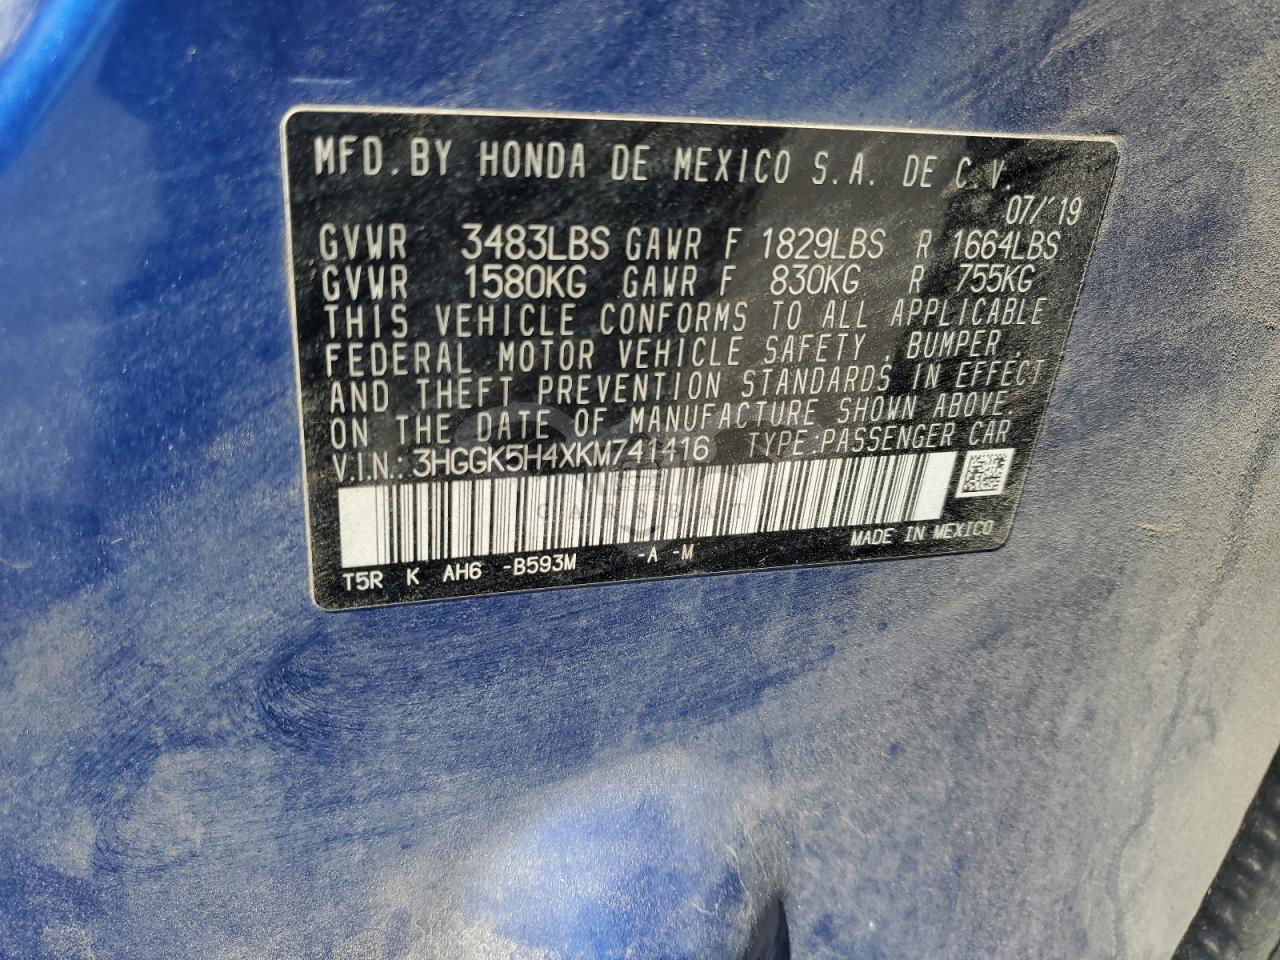 MFD. BY HONDA DE MEXICO S.A. DE C.V.
07/'19
GVWR 3483LBS GAWR F 1829LBS R 1664LBS
GVWR 1580KG GAWR F 830KG R 755KG
THIS VEHICLE CONFORMS TO ALL APPLICABLE
FEDERAL MOTOR VEHICLE SAFETY , BUMPER ,
AND THEFT PREVENTION STANDARDS IN EFFECT
ON THE DATE OF MANUFACTURE SHOWN ABOVE.
V.I.N.: 3HGGK5H4XKM741416 TYPE:PASSENGER CAR
T5R K AH6 -B593M -A -M MADE IN MEXICO